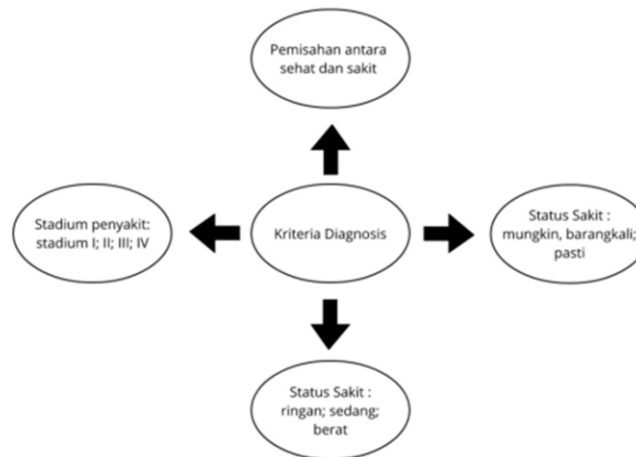 Pemisahan antara
sehat dan sakit
Stadium penyakit:
stadium I; II; III; IV
Kriteria Diagnosis
Status Sakit :
mungkin, barangkali;
pasti
Status Sakit :
ringan; sedang;
berat